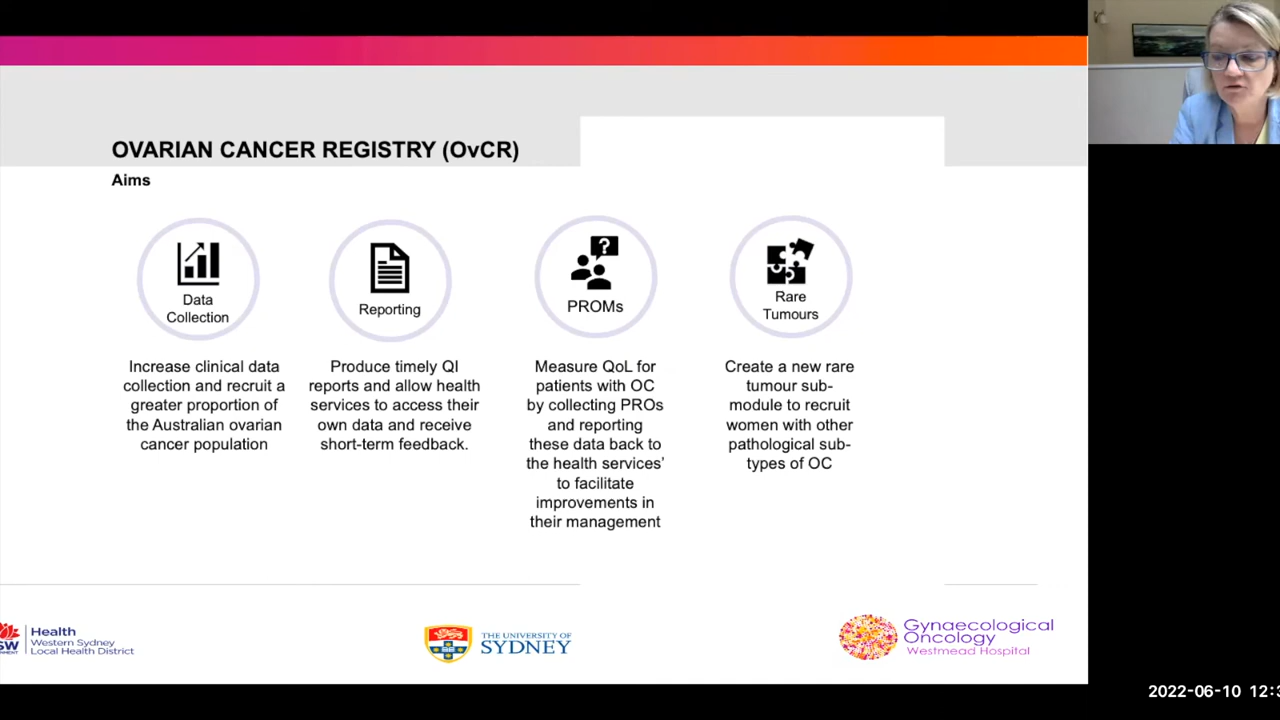 OVARIAN CANCER REGISTRY (OvCR)
Aims
Data
Collection
Increase clinical data
collection and recruit a
greater proportion of
the Australian ovarian
cancer population
Reporting
Produce timely QI
reports and allow health
services to access their
own data and receive
short-term feedback.
?
PROMs
Measure QoL for
patients with OC
by collecting PROs
and reporting
these data back to
the health services’
to facilitate
improvements in
their management
Rare
Tumours
Create a new rare
tumour sub-
module to recruit
women with other
pathological sub-
types of OC
Health
Western Sydney
Local Health District
THE UNIVERSITY OF
SYDNEY
Gynaecological
Oncology
Westmead Hospital
2022-06-10 12:3